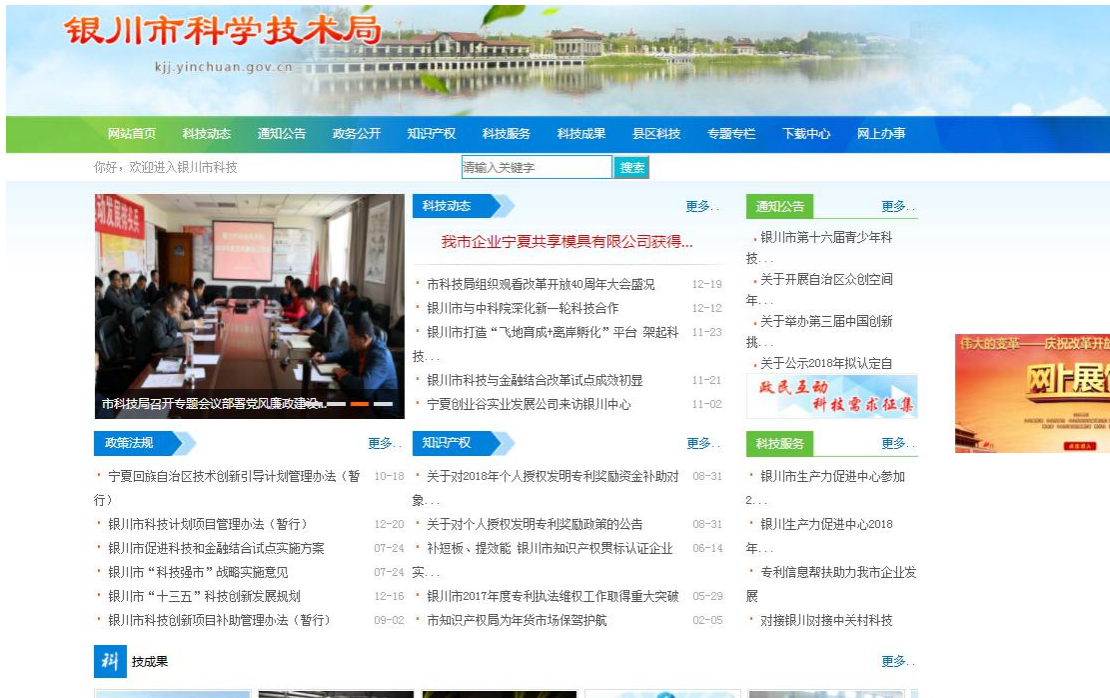 银川市科学技术局
kjj.yinchuan.gov.cn
网站首页 科技动态 通知公告 政务公开 知识产权 科技服务 科技成果 县区科技 专题专栏 下载中心 网上办事
你好，欢迎进入银川市科技
请输入关键字 搜索
市科技局召开专题会议部署党风廉政建设..
科技动态 更多..
我市企业宁夏共享模具有限公司获得...
市科技局组织观看改革开放40周年大会盛况 12-19
银川市与中科院深化新一轮科技合作 12-12
银川市打造“飞地育成+离岸孵化”平台 架起科 11-23
技...
银川市科技与金融结合改革试点成效初显 11-21
宁夏创业谷实业发展公司来访银川中心 11-02
通知公告 更多..
银川市第十六届青少年科
技...
关于开展自治区众创空间
年...
关于举办第三届中国创新
挑...
关于公示2018年拟认定自
政民互动
科技需求征集
伟大的变革——庆祝改革开放
网上展
点击进入
政策法规 更多..
宁夏回族自治区技术创新引导计划管理办法（暂 10-18
行）
银川市科技计划项目管理办法（暂行） 12-20
银川市促进科技和金融结合试点实施方案 07-24
银川市“科技强市”战略实施意见 07-24
银川市“十三五”科技创新发展规划 12-16
银川市科技创新项目补助管理办法（暂行） 09-02
知识产权 更多..
关于对2018年个人授权发明专利奖励资金补助对 08-31
象...
关于对个人授权发明专利奖励政策的公告 08-31
补短板、提效能 银川市知识产权贯标认证企业 06-14
实...
银川市2017年度专利执法维权工作取得重大突破 05-29
市知识产权局为年货市场保驾护航 02-05
科技服务 更多..
银川市生产力促进中心参加
2...
银川生产力促进中心2018
年...
专利信息帮扶助力我市企业发
展
对接银川对接中关村科技
科 技成果 更多..